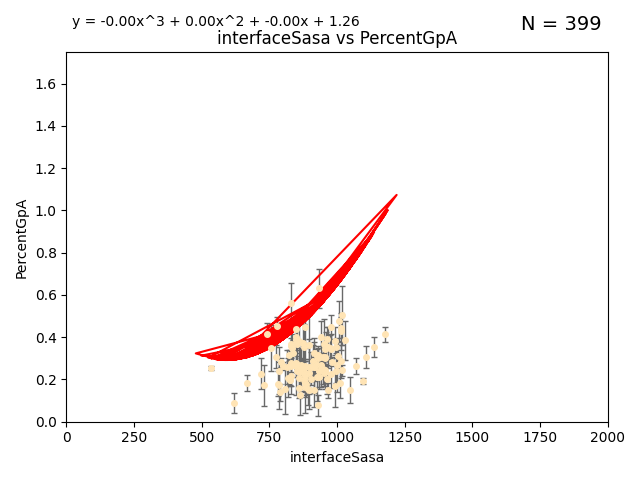 y = -0.00x^3 + 0.00x^2 + -0.00x + 1.26
N = 399
interfaceSasa vs PercentGpA
1.6
1.4
1.2
1.0
0.8
0.6
0.4
0.2
0.0
PercentGpA
0 250 500 750 1000 1250 1500 1750 2000
interfaceSasa